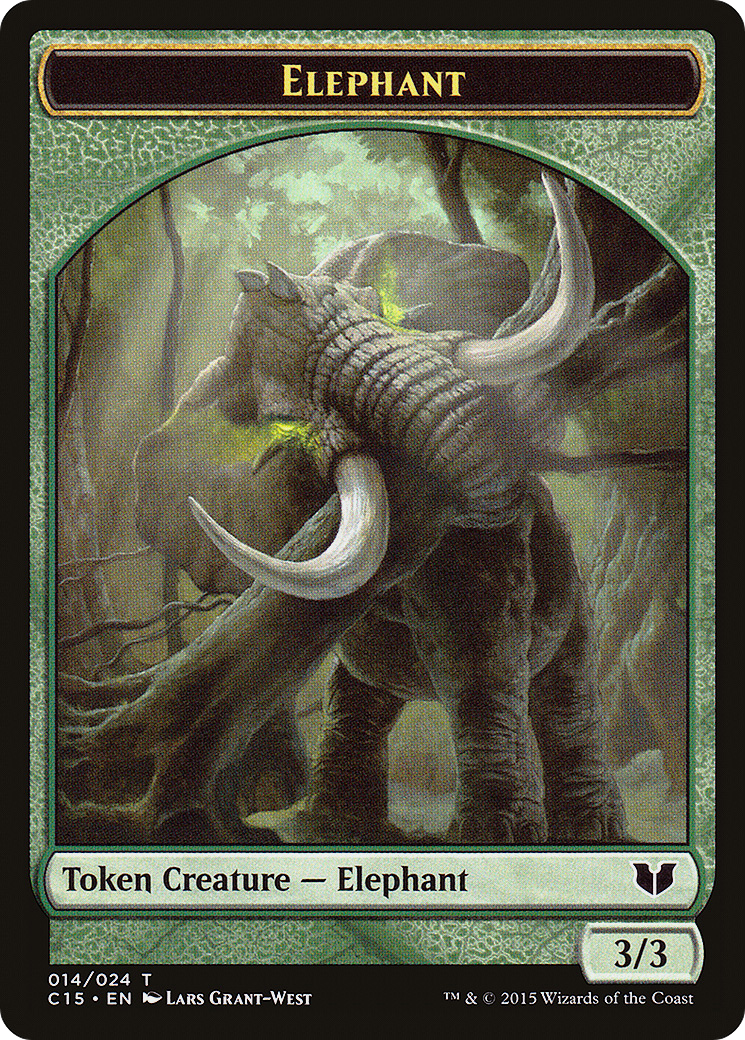 Elephant
Token Creature — Elephant
3/3
014/024 T
C15 • EN Lars Grant-West
™ & © 2015 Wizards of the Coast